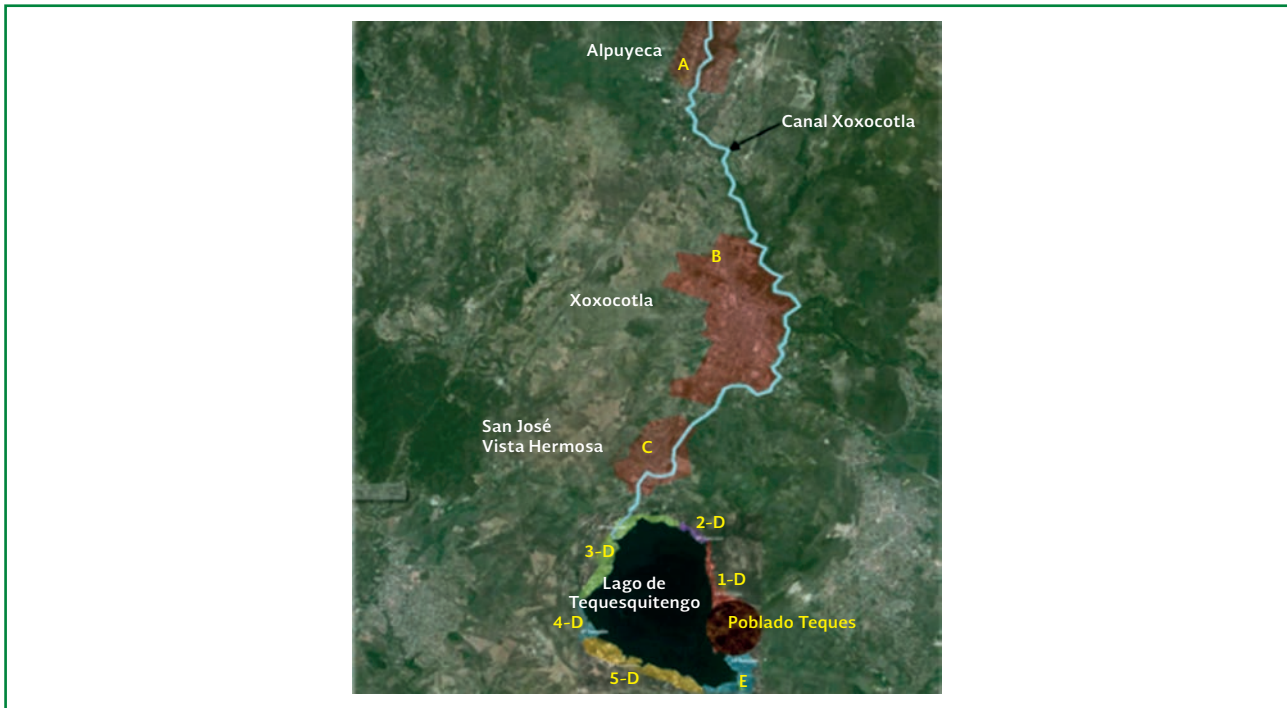 Alpuyeca
A
Canal Xoxocotla
B
Xoxocotla
San José
Vista Hermosa
C
2-D
3-D
1-D
Lago de
Tequesquitengo
4-D
Poblado Teques
5-D
E